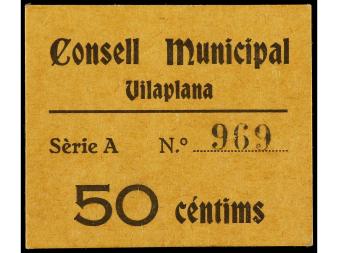 Consell Municipal
Vilaplana
Sèrie A N.º 969
50 céntims